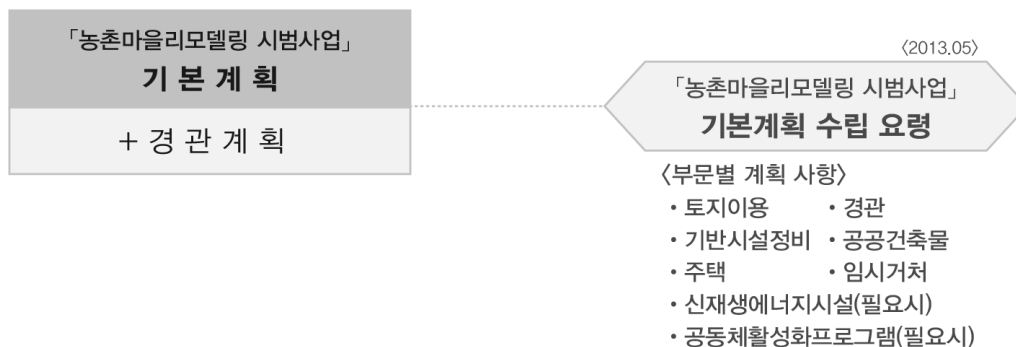 「농촌마을리모델링 시범사업」
기 본 계 획
+ 경 관 계 획
〈2013.05〉
「농촌마을리모델링 시범사업」
기본계획 수립 요령
〈부문별 계획 사항〉
• 토지이용 • 경관
• 기반시설정비 • 공공건축물
• 주택 • 임시거처
• 신재생에너지시설(필요시)
• 공동체활성화프로그램(필요시)